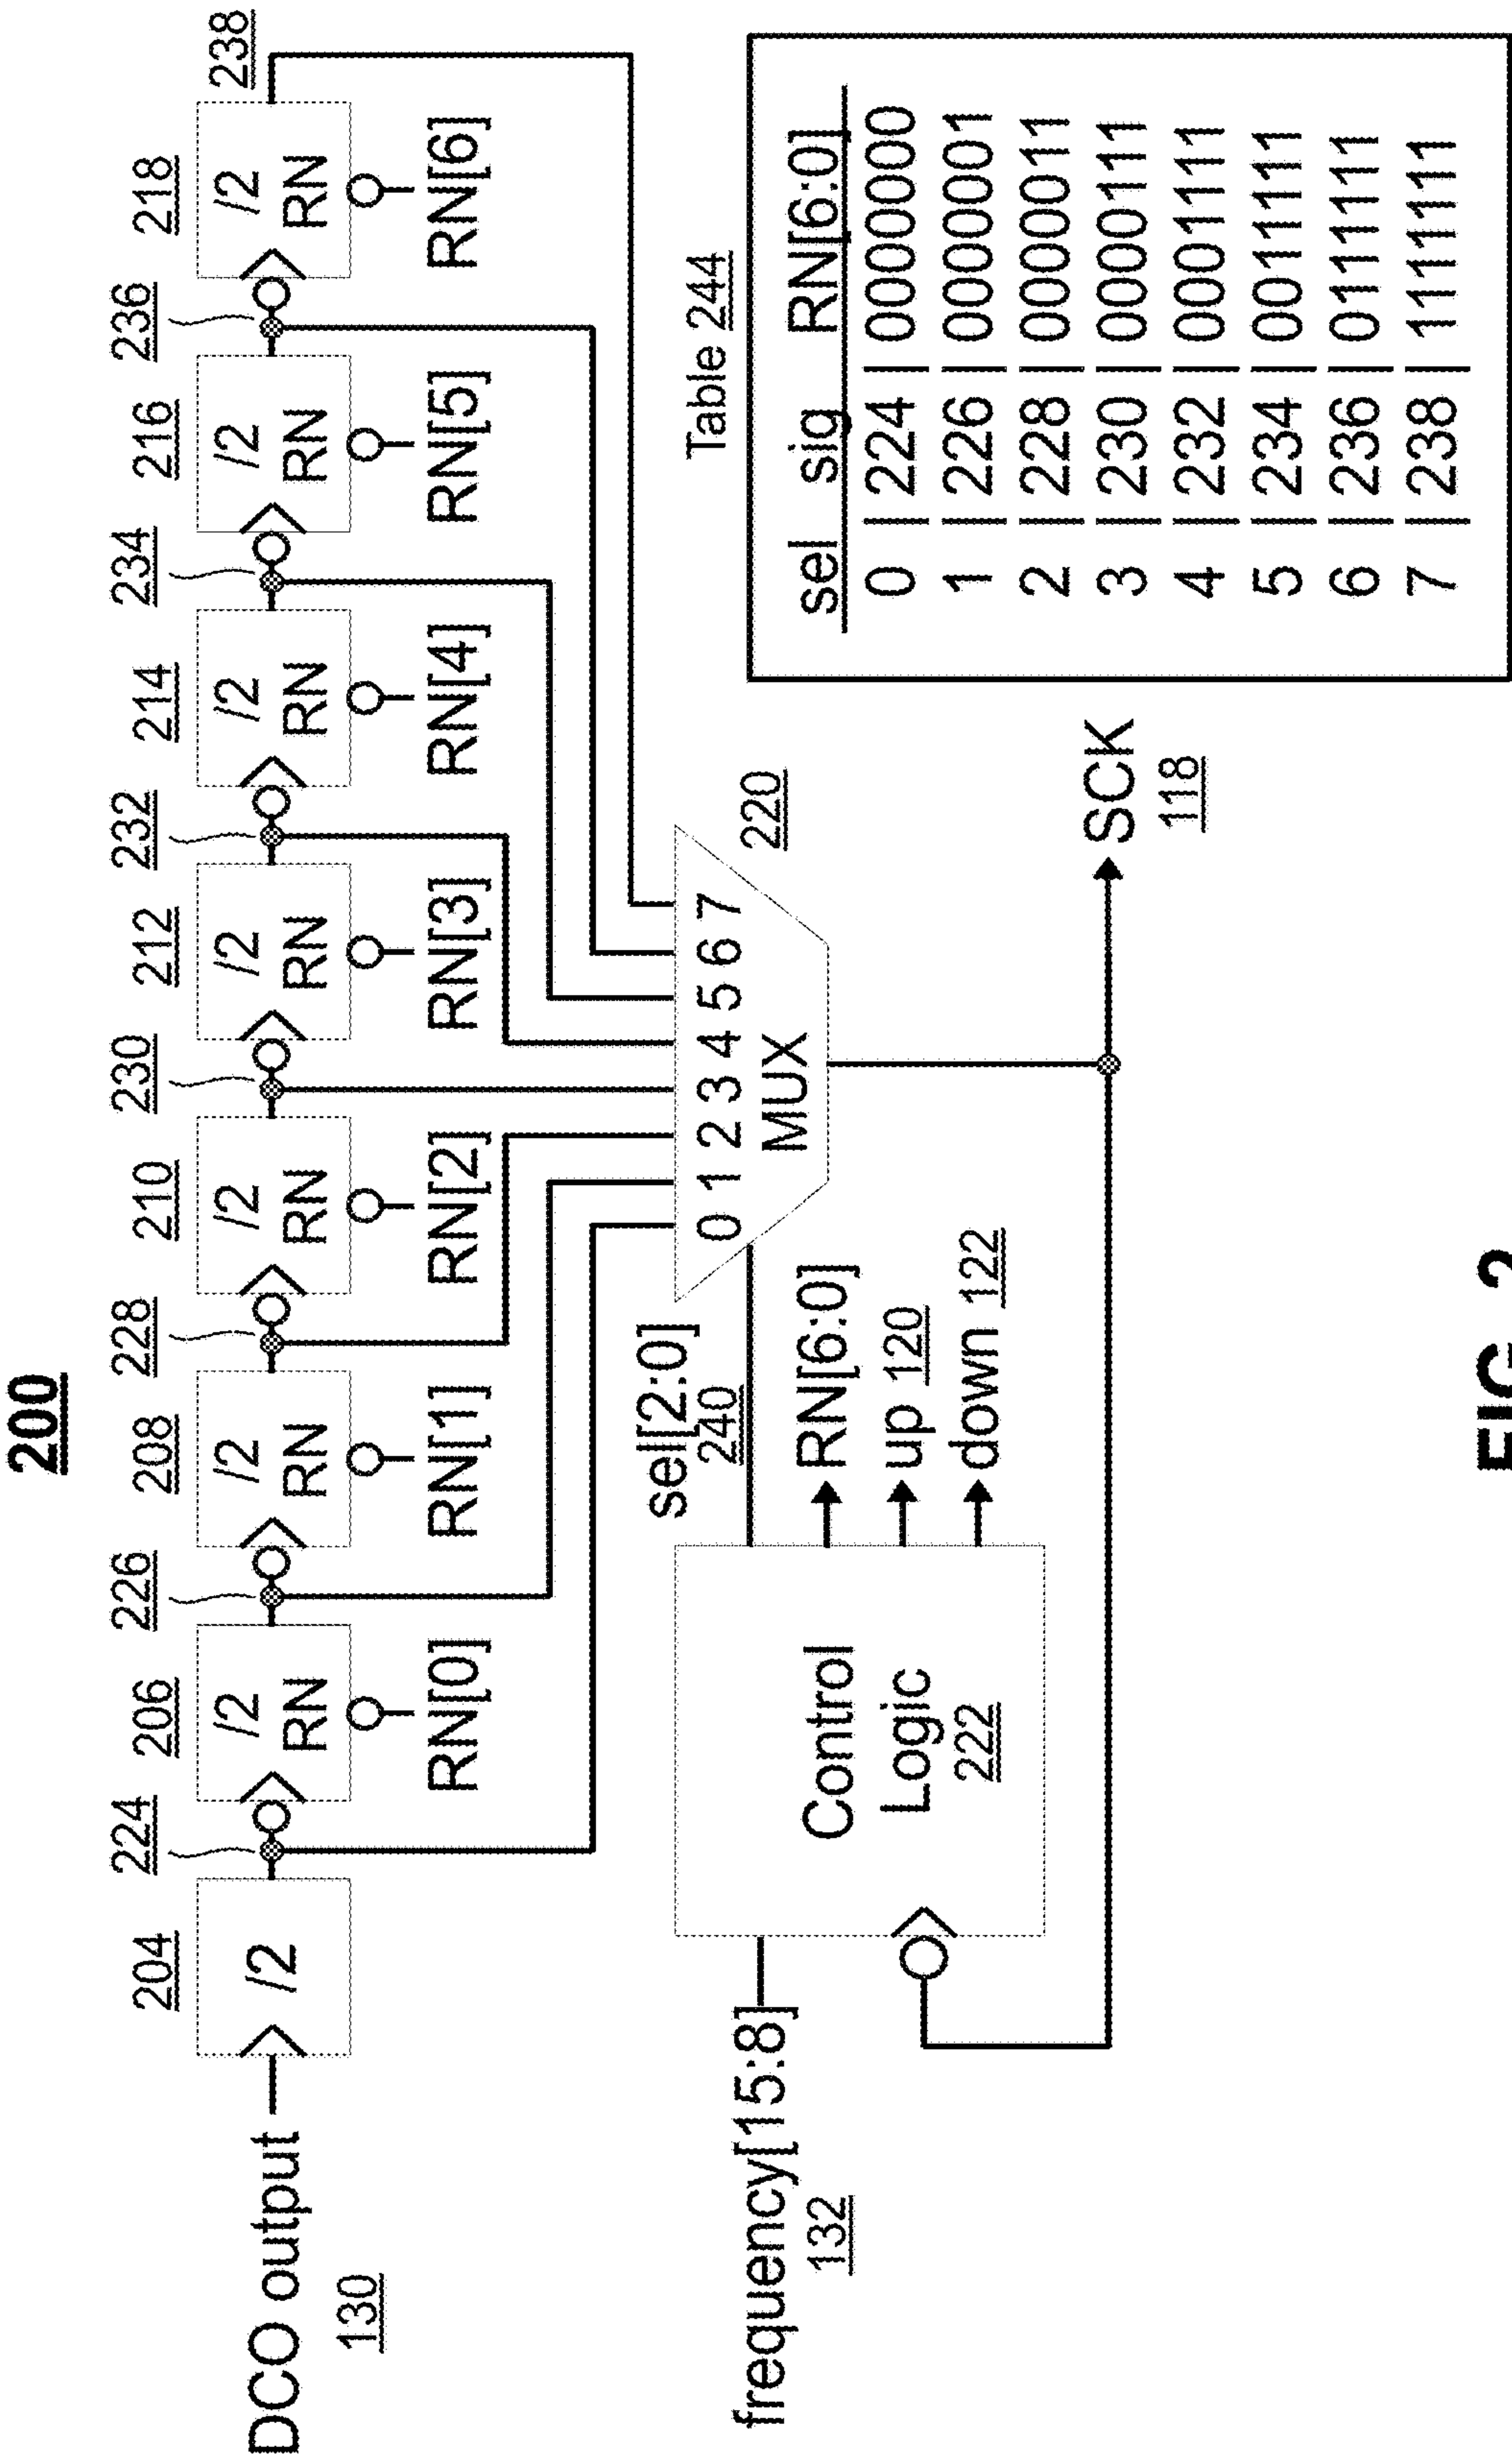 200
204
206
208
210
212
214
216
218
224
226
228
230
232
234
236
238
DCO output
130
/2
/2
RN
/2
RN
/2
RN
/2
RN
/2
RN
/2
RN
/2
RN
RN[0]
RN[1]
RN[2]
RN[3]
RN[4]
RN[5]
RN[6]
sel[2:0]
240
0 1 2 3 4 5 6 7
MUX
220
frequency[15:8]
132
Control
Logic
222
RN[6:0]
up 120
down 122
SCK
118
Table 244
sel sig RN[6:0]
0 | 224 | 0000000
1 | 226 | 0000001
2 | 228 | 0000011
3 | 230 | 0000111
4 | 232 | 0001111
5 | 234 | 0011111
6 | 236 | 0111111
7 | 238 | 1111111
FIG. 2